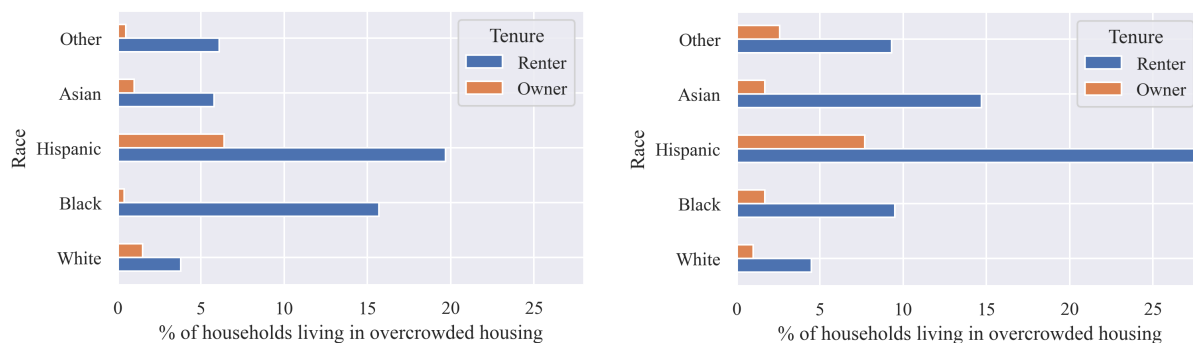 Other
Asian
Hispanic
Black
White
Race
0 5 10 15 20 25
% of households living in overcrowded housing
Tenure
Renter
Owner
Other
Asian
Hispanic
Black
White
Race
0 5 10 15 20 25
% of households living in overcrowded housing
Tenure
Renter
Owner